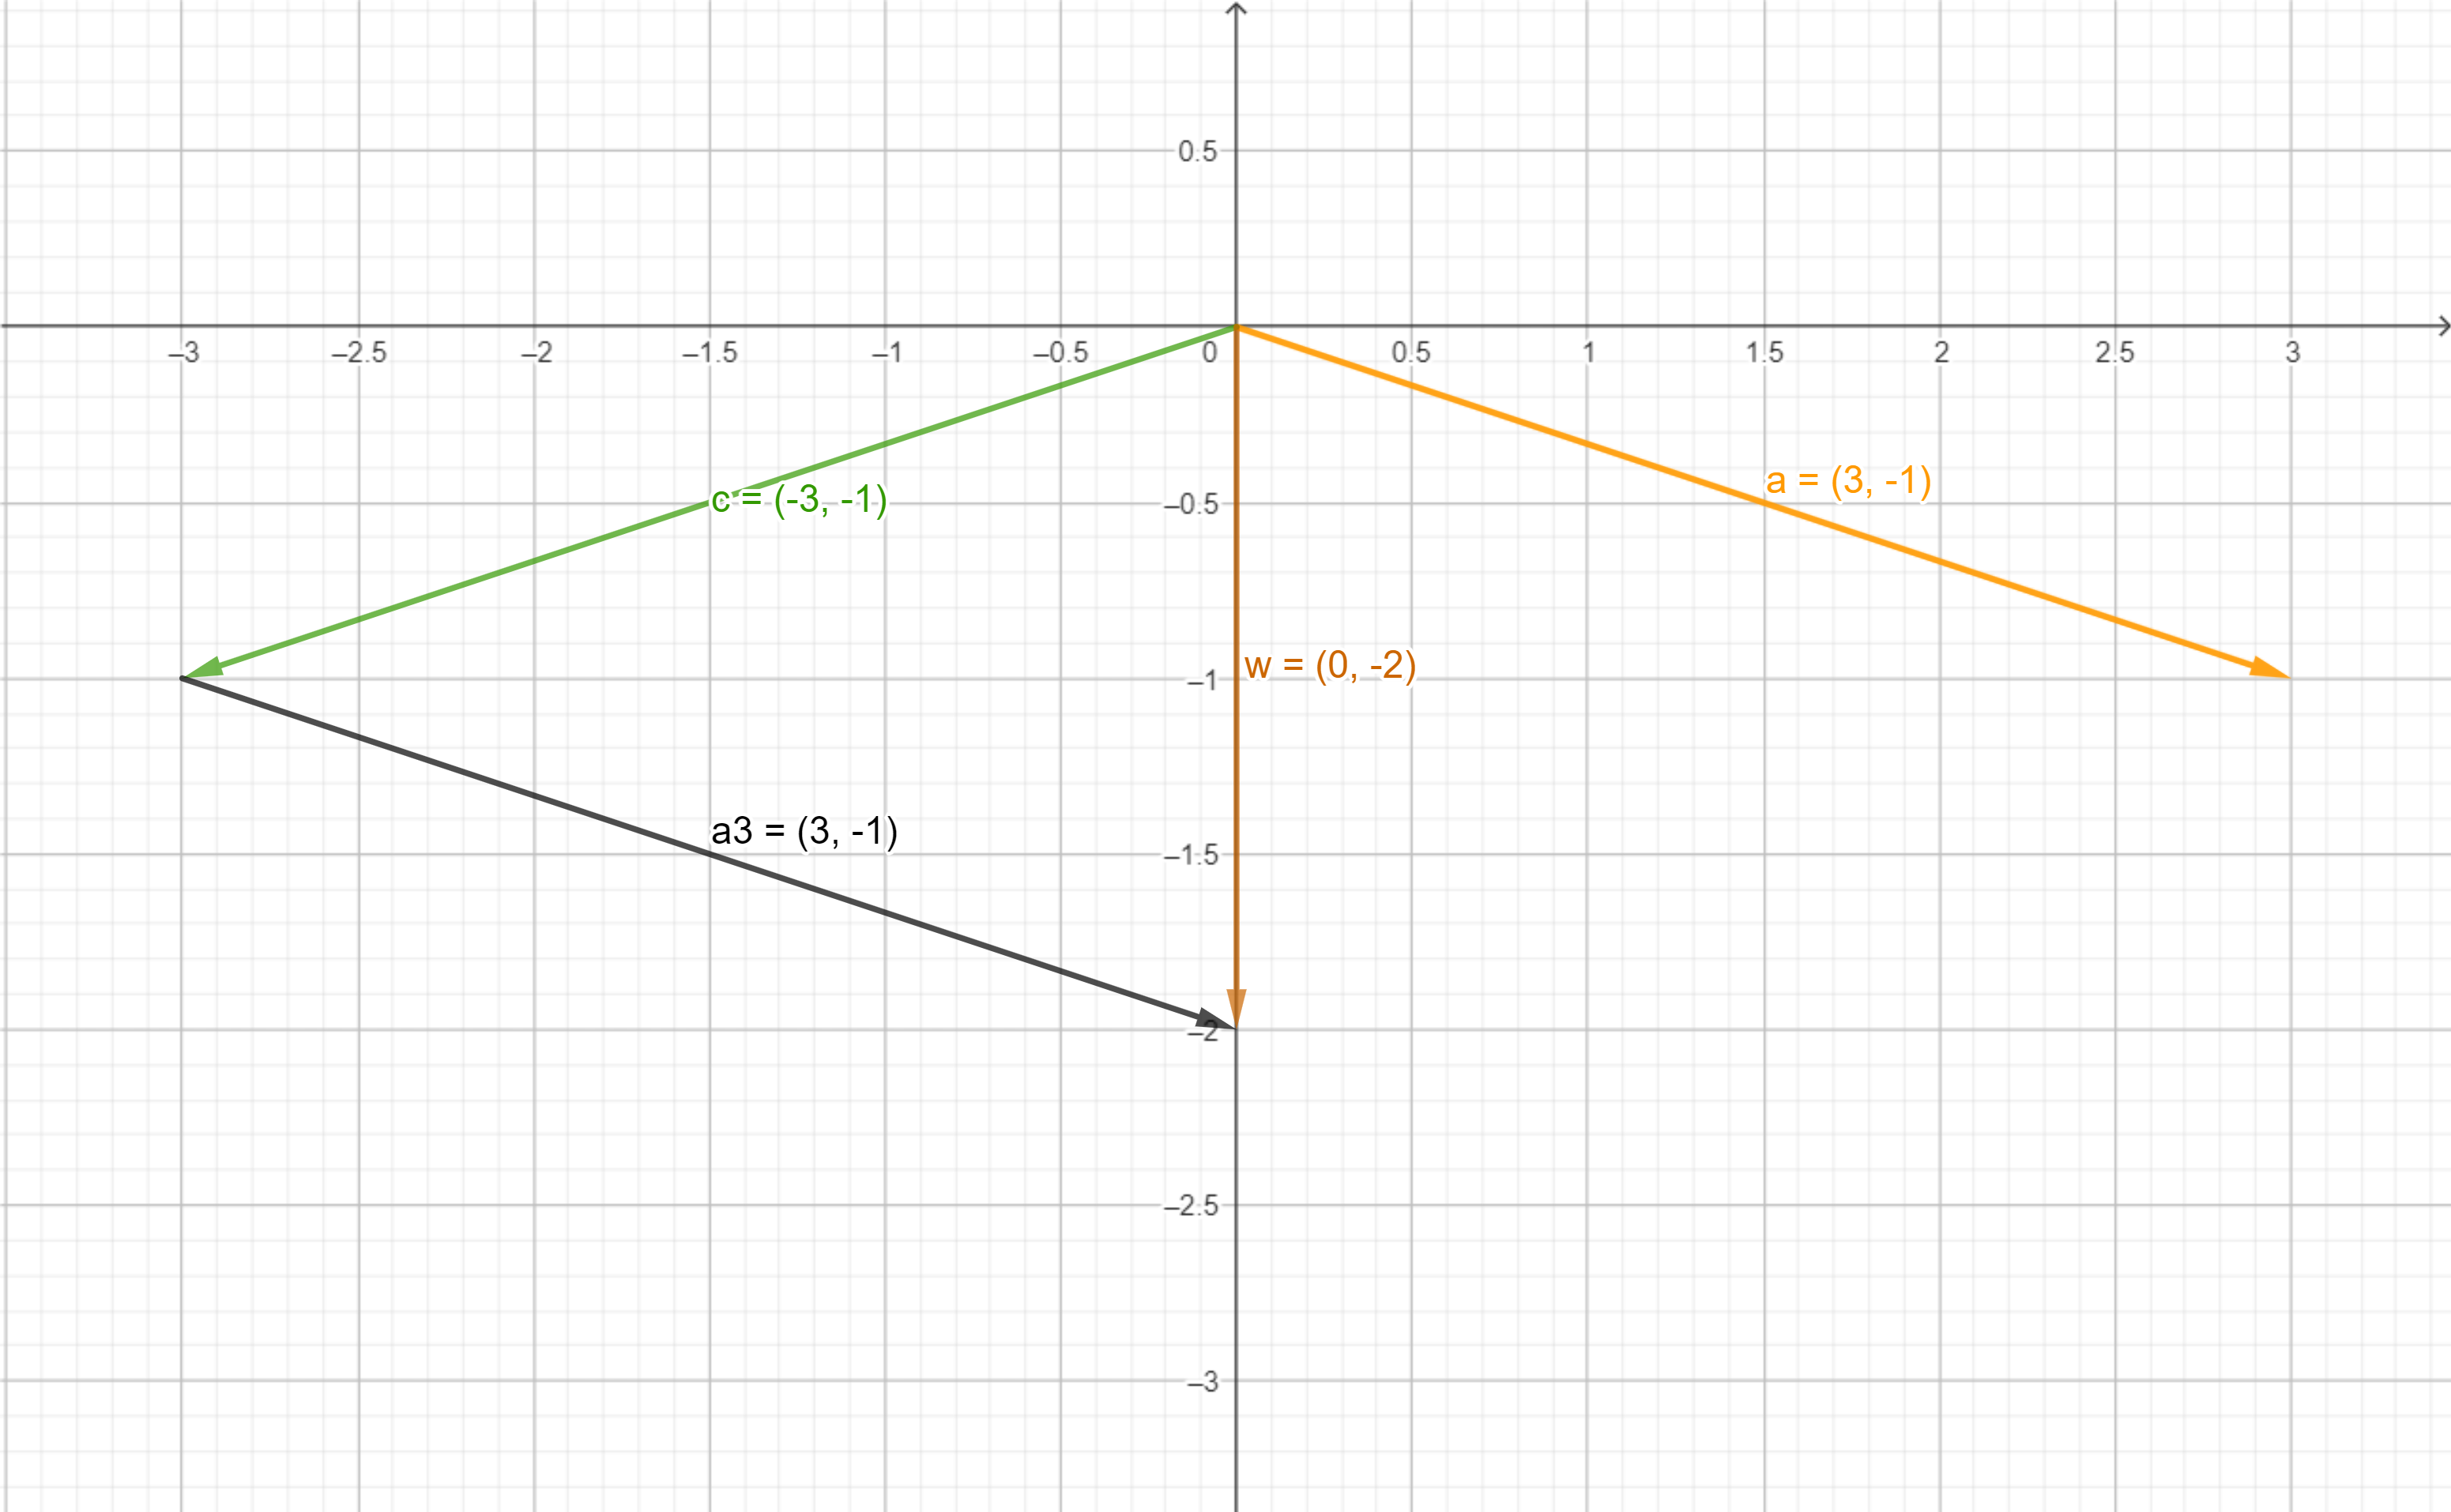 0.5
–3 –2.5 –2 –1.5 –1 –0.5 0 0.5 1 1.5 2 2.5 3
a = (3, -1)
c = (-3, -1)
–0.5
w = (0, -2)
–1
a3 = (3, -1)
–1.5
–2
–2.5
–3